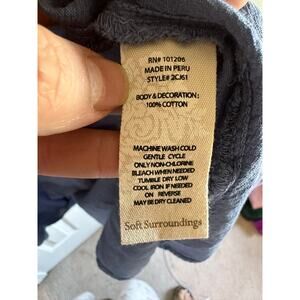 RN# 101206
MADE IN PERU
STYLE# 2CJ61
BODY & DECORATION :
100% COTTON
MACHINE WASH COLD
GENTLE CYCLE
ONLY NON-CHLORINE
BLEACH WHEN NEEDED
TUMBLE DRY LOW
COOL IRON IF NEEDED
ON REVERSE
MAY BE DRY CLEANED
Soft Surroundings